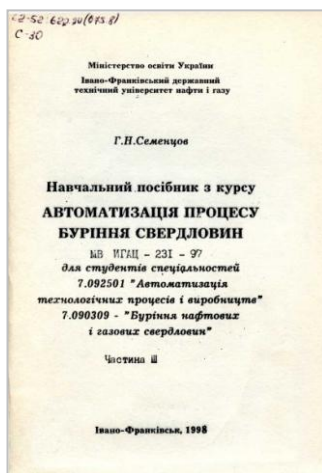 С-30
Міністерство освіти України
Івано-Франківський державний
технічний університет нафти і газу
Г.Н.Семенцов
Навчальний посібник з курсу
АВТОМАТИЗАЦІЯ ПРОЦЕСУ
БУРІННЯ СВЕРДЛОВИН
МВ ИГАЦ - 231 - 97
для студентів спеціальностей
7.092501 "Автоматизація
технологічних процесів і виробництв"
7.090309 - "Буріння нафтових
і газових свердловин"
Частина Ш
Івано-Франківськ, 1998